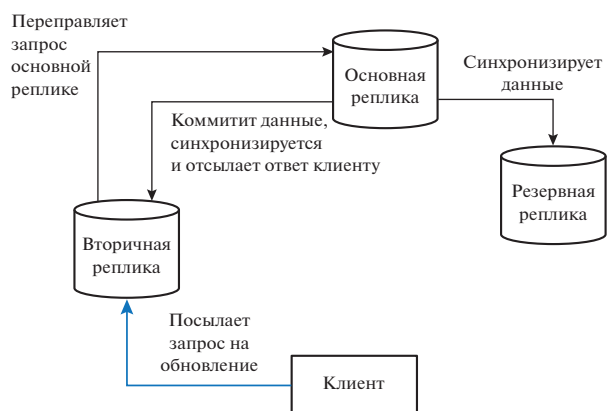 Переправляет
запрос
основной
реплике
Основная
реплика
Синхронизирует
данные
Коммитит данные,
синхронизируется
и отсылает ответ клиенту
Резервная
реплика
Вторичная
реплика
Посылает
запрос на
обновление
Клиент